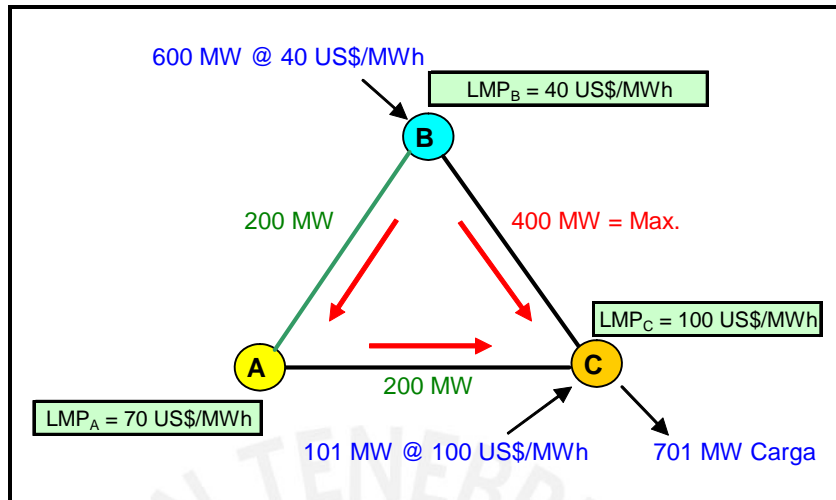 600 MW @ 40 US$/MWh
LMP_B = 40 US$/MWh
B
200 MW
400 MW = Max.
LMP_C = 100 US$/MWh
A
C
200 MW
LMP_A = 70 US$/MWh
101 MW @ 100 US$/MWh
701 MW Carga